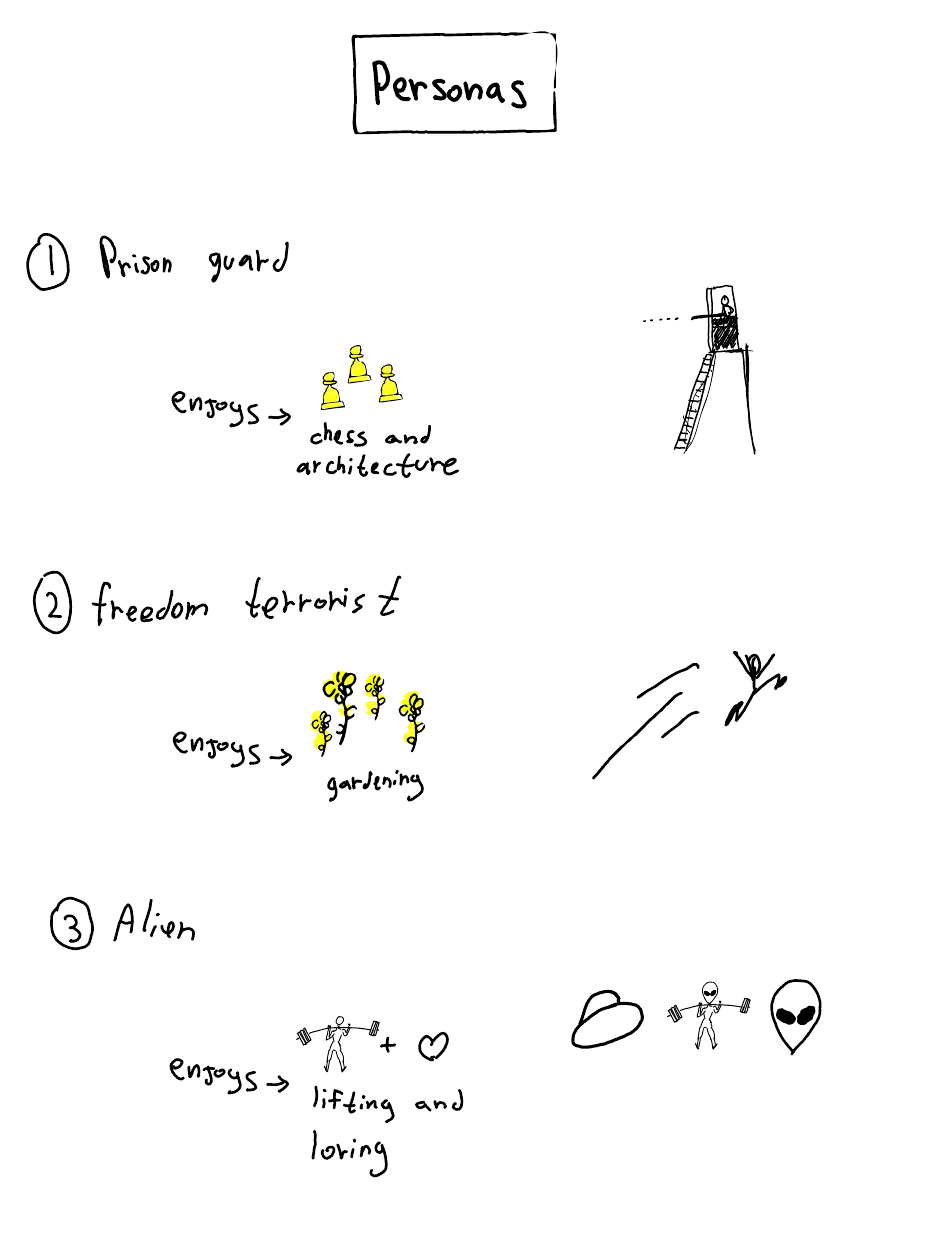 Personas
1 Prison guard
enjoys →
chess and
architecture
2 freedom terrorist
enjoys →
gardening
3 Alien
enjoys →
+
lifting and
loving